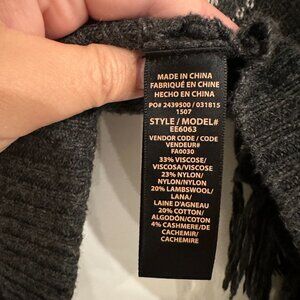 MADE IN CHINA
FABRIQUÉ EN CHINE
HECHO EN CHINA
PO# 2439500 / 031815
1507
STYLE / MODEL#
EE6063
VENDOR CODE / CODE
VENDEUR#
FA0030
33% VISCOSE/
VISCOSA/VISCOSE
23% NYLON/
NYLON/NYLON
20% LAMBSWOOL/
LANA/
LAINE D'AGNEAU
20% COTTON/
ALGODÓN/COTON
4% CASHMERE/DE
CACHEMIR/
CACHEMIRE